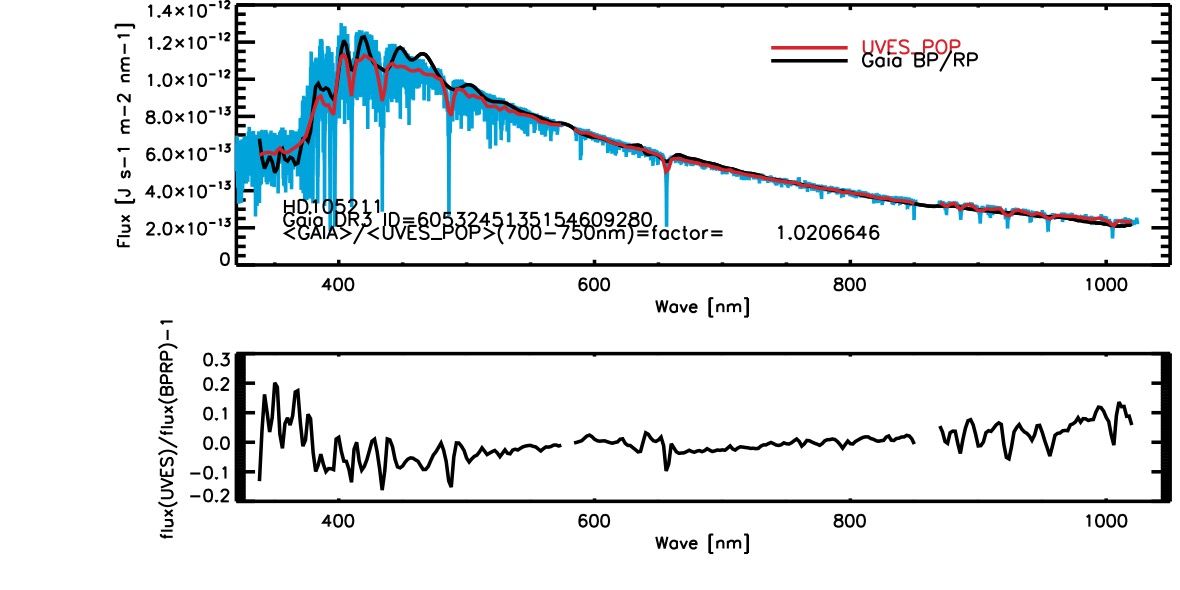 1.4×10−12
1.2×10−12
1.0×10−12
8.0×10−13
6.0×10−13
4.0×10−13
2.0×10−13
0
Flux [J s−1 m−2 nm−1]
UVES_POP
Gaia BP/RP
HD105211
Gaia DR3 ID=6053245135154609280
<GAIA>/<UVES_POP>(700−750nm)=factor= 1.0206646
400 600 800 1000
Wave [nm]
0.3
0.2
0.1
0.0
−0.1
−0.2
flux(UVES)/flux(BPRP)−1
400 600 800 1000
Wave [nm]